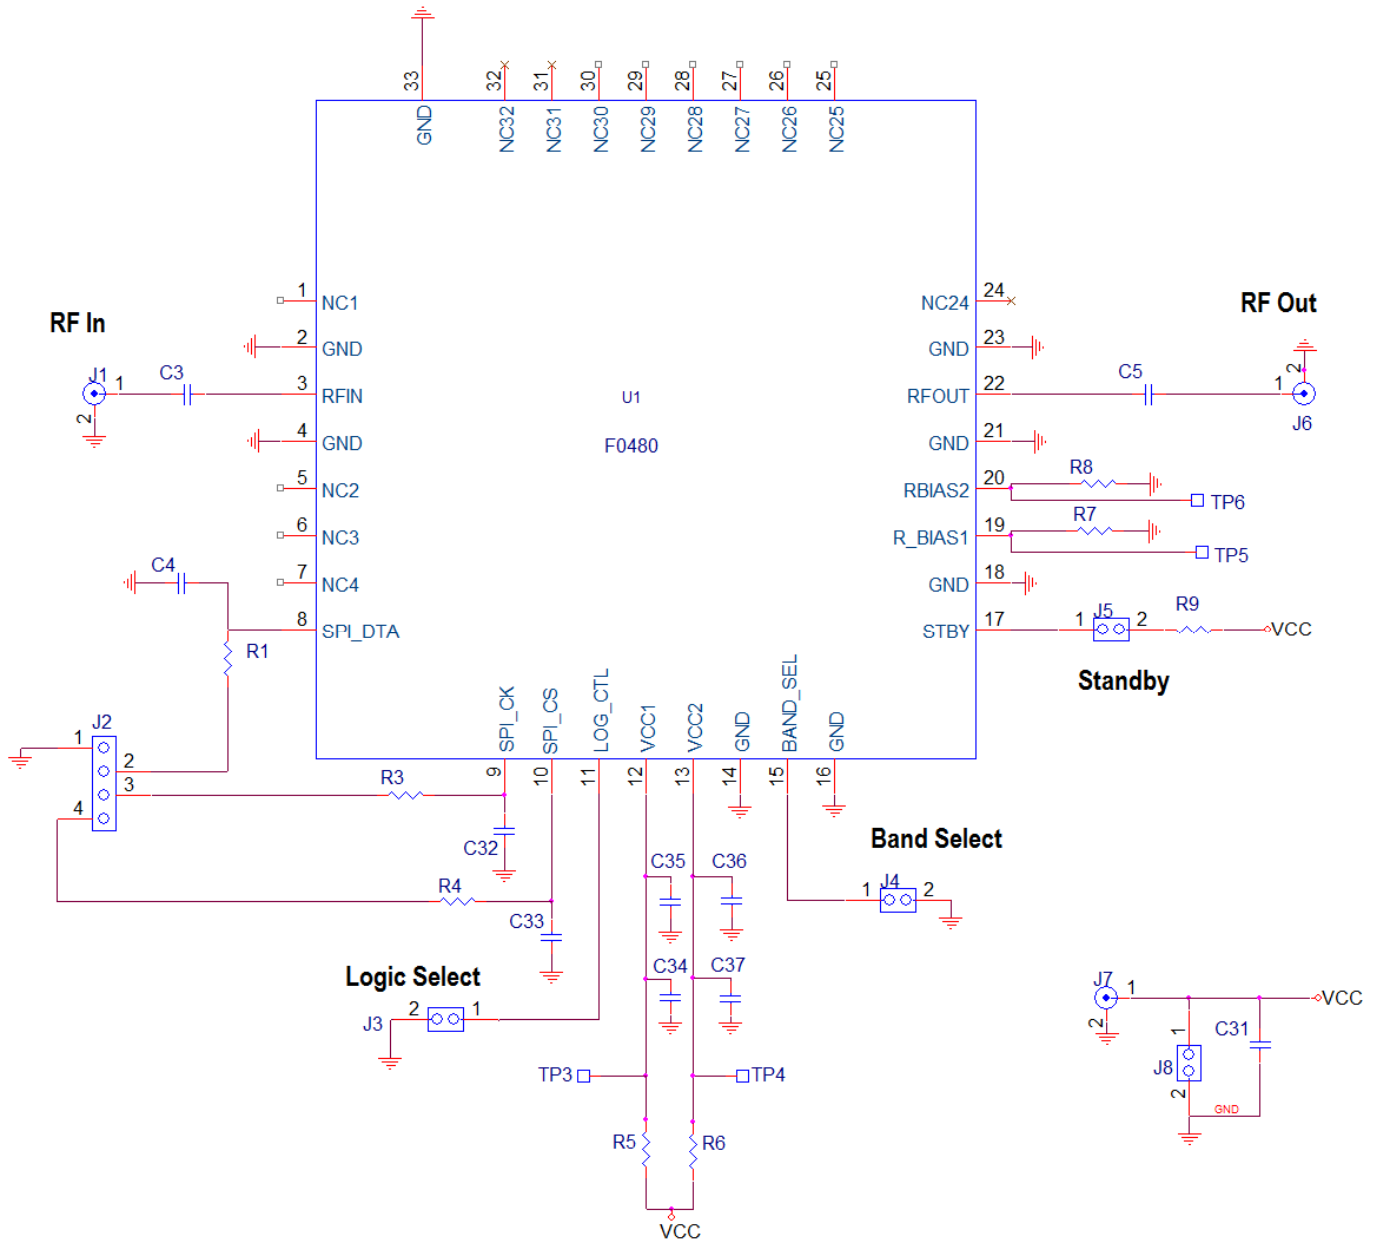 33
32
31
30
29
28
27
26
25
GND
NC32
NC31
NC30
NC29
NC28
NC27
NC26
NC25
1 NC1
NC24 24
RF In
RF Out
2 GND
GND 23
J1 1 C3 3 RFIN
U1
RFOUT 22 C5 1 2
2
J6
4 GND
F0480
GND 21
5 NC2
RBIAS2 20 R8
TP6
6 NC3
R_BIAS1 19 R7
TP5
C4 7 NC4
GND 18
8 SPI_DTA
STBY 17 1 J5 2 R9 VCC
R1
Standby
SPI_CK
SPI_CS
LOG_CTL
VCC1
VCC2
GND
BAND_SEL
GND
J2
1
2
3
4
9
10
11
12
13
14
15
16
R3
C32
Band Select
C35 C36
R4
1 J4 2
C33
Logic Select
C34 C37
J3 2 1
J7 1 VCC
2
1 C31
J8
2 GND
TP3 TP4
R5 R6
VCC